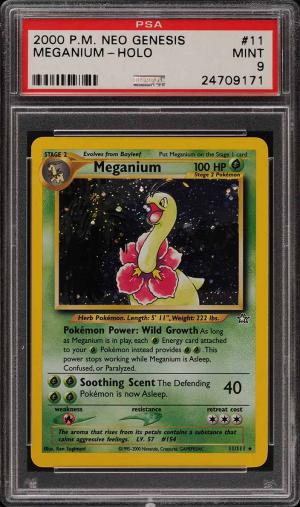 PSA
2000 P.M. NEO GENESIS #11
MEGANIUM - HOLO MINT
9
24709171
STAGE 2 Evolves from Bayleef Put Meganium on the Stage 1 card
Meganium 100 HP
Stage 2 Pokémon
Herb Pokémon. Length: 5' 11", Weight: 222 lbs.
Pokémon Power: Wild Growth As long
as Meganium is in play, each Energy card attached
to your Pokémon instead provides . This
power stops working while Meganium is Asleep,
Confused, or Paralyzed.
Soothing Scent The Defending 40
Pokémon is now Asleep.
weakness resistance retreat cost
The aroma that rises from its petals contains a substance that
calms aggressive feelings. LV. 57 #154
Illus. Ken Sugimori ©1995-2000 Nintendo, Creatures, GAMEFREAK. 11/111